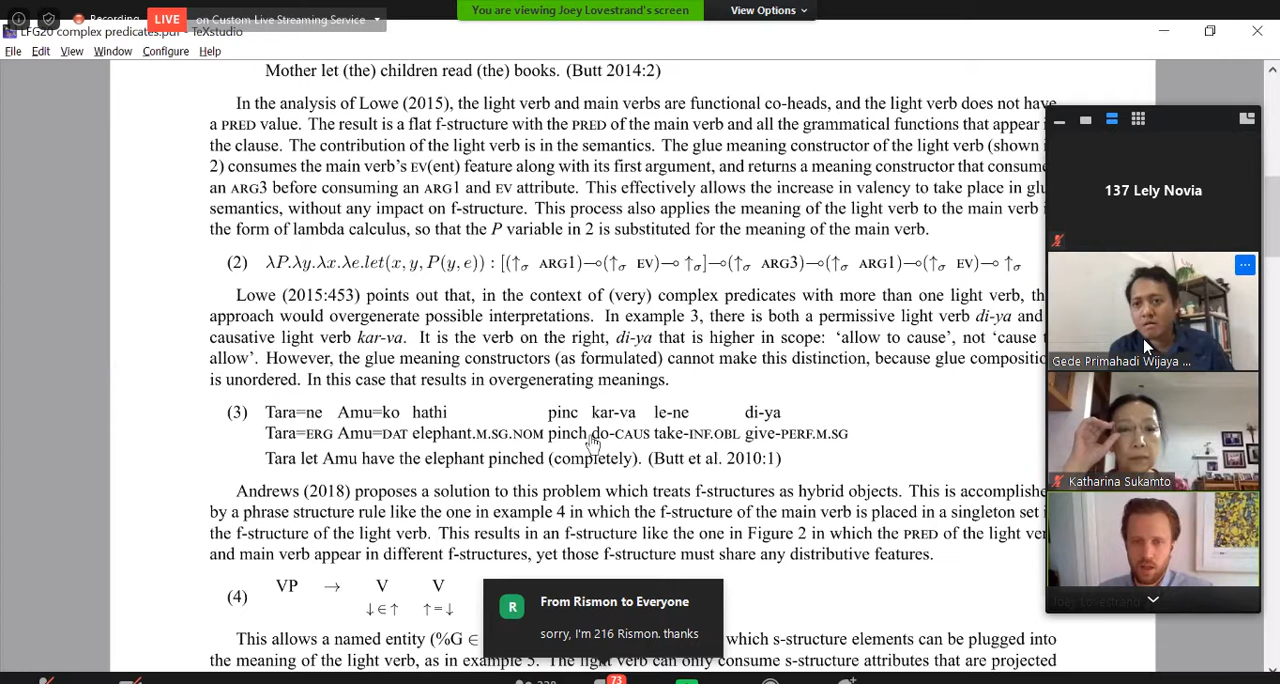 Recording
LIVE
on Custom Live Streaming Service
You are viewing Joey Lovestrand's screen
View Options
LFG20 complex predicates.pdf - TeXstudio
File Edit View Window Configure Help
Mother let (the) children read (the) books. (Butt 2014:2)
In the analysis of Lowe (2015), the light verb and main verbs are functional co-heads, and the light verb does not have
a PRED value. The result is a flat f-structure with the PRED of the main verb and all the grammatical functions that appear i
the clause. The contribution of the light verb is in the semantics. The glue meaning constructor of the light verb (shown i
2) consumes the main verb's EV(ent) feature along with its first argument, and returns a meaning constructor that consume
an ARG3 before consuming an ARG1 and EV attribute. This effectively allows the increase in valency to take place in glu
semantics, without any impact on f-structure. This process also applies the meaning of the light verb to the main verb i
the form of lambda calculus, so that the P variable in 2 is substituted for the meaning of the main verb.
(2) λP.λy.λx.λe.let(x, y, P(y, e)) : [(↑σ ARG1)⊸(↑σ EV)⊸ ↑σ]⊸(↑σ ARG3)⊸(↑σ ARG1)⊸(↑σ EV)⊸ ↑σ
Lowe (2015:453) points out that, in the context of (very) complex predicates with more than one light verb, th
approach would overgenerate possible interpretations. In example 3, there is both a permissive light verb di-ya and
causative light verb kar-va. It is the verb on the right, di-ya that is higher in scope: 'allow to cause', not 'cause t
allow'. However, the glue meaning constructors (as formulated) cannot make this distinction, because glue compositio
is unordered. In this case that results in overgenerating meanings.
(3) Tara=ne Amu=ko hathi pinc kar-va le-ne di-ya
Tara=ERG Amu=DAT elephant.M.SG.NOM pinch do-CAUS take-INF.OBL give-PERF.M.SG
Tara let Amu have the elephant pinched (completely). (Butt et al. 2010:1)
Andrews (2018) proposes a solution to this problem which treats f-structures as hybrid objects. This is accomplishe
by a phrase structure rule like the one in example 4 in which the f-structure of the main verb is placed in a singleton set i
the f-structure of the light verb. This results in an f-structure like the one in Figure 2 in which the PRED of the light ver
and main verb appear in different f-structures, yet those f-structure must share any distributive features.
(4) VP → V V
↓∈↑ ↑=↓
This allows a named entity (%G ∈ which s-structure elements can be plugged into
the meaning of the light verb, as in example 5. The light verb can only consume s-structure attributes that are projected
R
From Rismon to Everyone
sorry, I'm 216 Rismon. thanks
137 Lely Novia
Gede Primahadi Wijaya ...
Katharina Sukamto
Joey Lovestrand
73